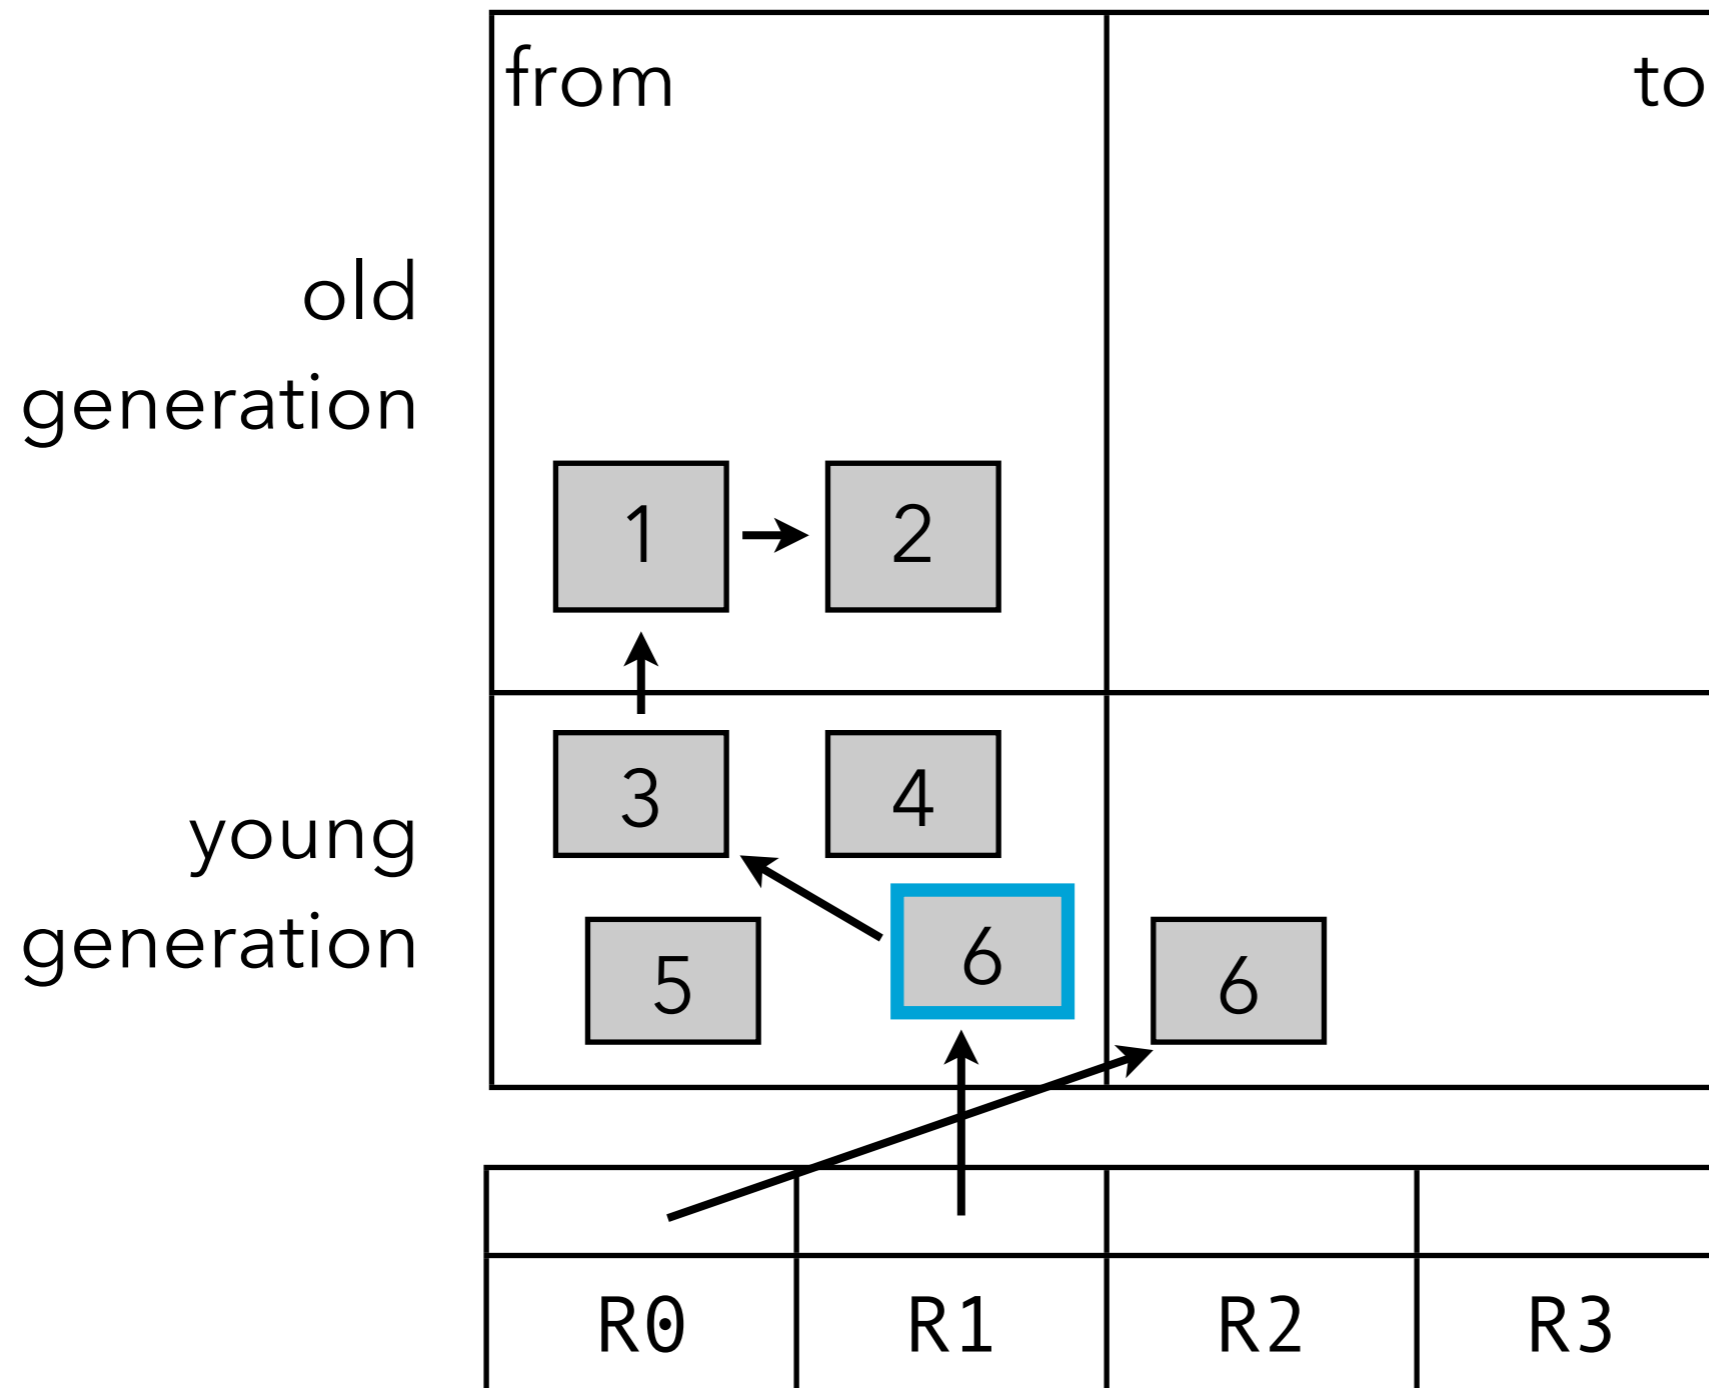 from
to
old
generation
1
2
young
generation
3
4
5
6
6
R0
R1
R2
R3